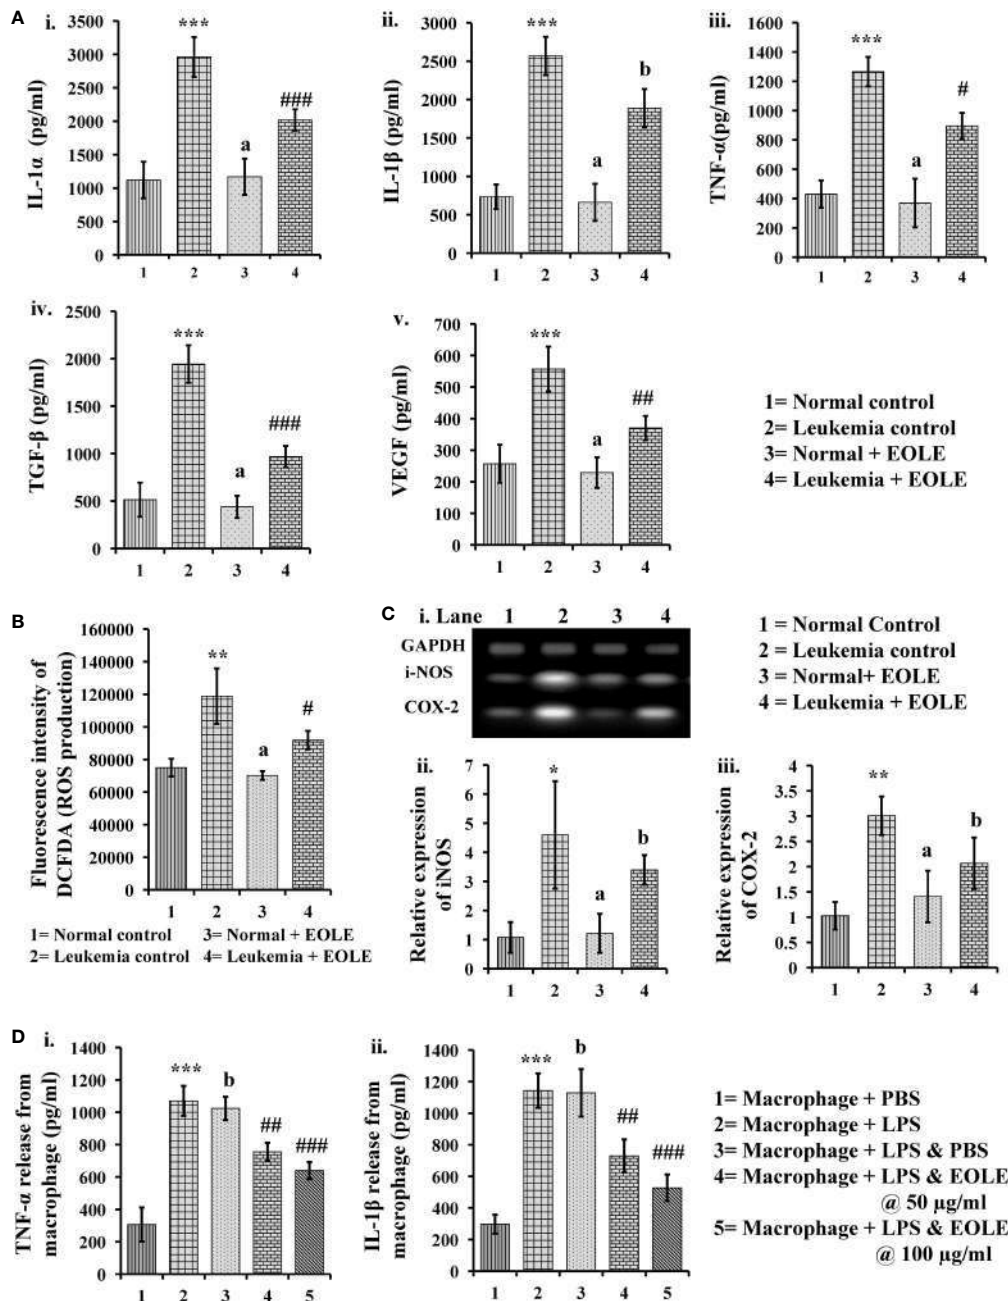 A
i.
IL-1α (pg/ml)
3500
3000
2500
2000
1500
1000
500
0
***
a
###
1 2 3 4
ii.
IL-1β (pg/ml)
3000
2500
2000
1500
1000
500
0
***
a
b
1 2 3 4
iii.
TNF-α(pg/ml)
1600
1400
1200
1000
800
600
400
200
0
***
a
#
1 2 3 4
iv.
TGF-β (pg/ml)
2500
2000
1500
1000
500
0
***
a
###
1 2 3 4
v.
VEGF (pg/ml)
700
600
500
400
300
200
100
0
***
a
##
1 2 3 4
1= Normal control
2= Leukemia control
3= Normal + EOLE
4= Leukemia + EOLE
B
Fluorescence intensity of
DCFDA (ROS production)
160000
140000
120000
100000
80000
60000
40000
20000
0
**
a
#
1 2 3 4
1= Normal control 3= Normal + EOLE
2= Leukemia control 4= Leukemia + EOLE
C
i. Lane 1 2 3 4
GAPDH
i-NOS
COX-2
1 = Normal Control
2 = Leukemia control
3 = Normal+ EOLE
4 = Leukemia + EOLE
ii.
Relative expression
of iNOS
7
6
5
4
3
2
1
0
*
a
b
1 2 3 4
iii.
Relative expression
of COX-2
4
3.5
3
2.5
2
1.5
1
0.5
0
**
a
b
1 2 3 4
D
i.
TNF-α release from
macrophage (pg/ml)
1400
1200
1000
800
600
400
200
0
***
b
##
###
1 2 3 4 5
ii.
IL-1β release from
macrophage (pg/ml)
1400
1200
1000
800
600
400
200
0
***
b
##
###
1 2 3 4 5
1= Macrophage + PBS
2= Macrophage + LPS
3= Macrophage + LPS & PBS
4= Macrophage + LPS & EOLE
@ 50 µg/ml
5= Macrophage + LPS & EOLE
@ 100 µg/ml